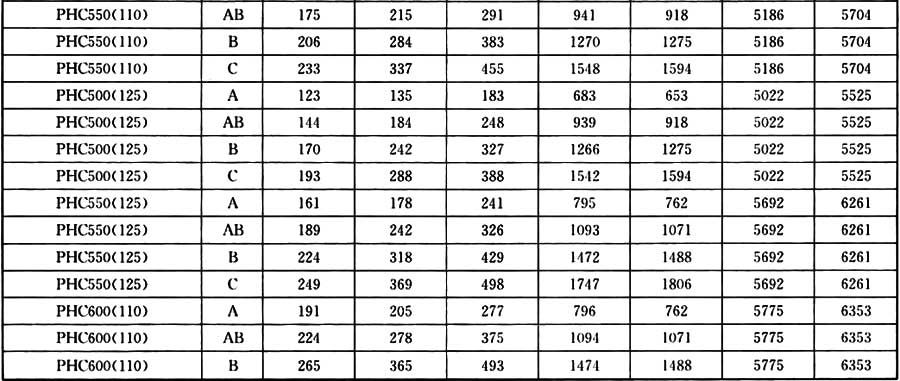 PHC550(110) AB 175 215 291 941 918 5186 5704
PHC550(110) B 206 284 383 1270 1275 5186 5704
PHC550(110) C 233 337 455 1548 1594 5186 5704
PHC500(125) A 123 135 183 683 653 5022 5525
PHC500(125) AB 144 184 248 939 918 5022 5525
PHC500(125) B 170 242 327 1266 1275 5022 5525
PHC500(125) C 193 288 388 1542 1594 5022 5525
PHC550(125) A 161 178 241 795 762 5692 6261
PHC550(125) AB 189 242 326 1093 1071 5692 6261
PHC550(125) B 224 318 429 1472 1488 5692 6261
PHC550(125) C 249 369 498 1747 1806 5692 6261
PHC600(110) A 191 205 277 796 762 5775 6353
PHC600(110) AB 224 278 375 1094 1071 5775 6353
PHC600(110) B 265 365 493 1474 1488 5775 6353